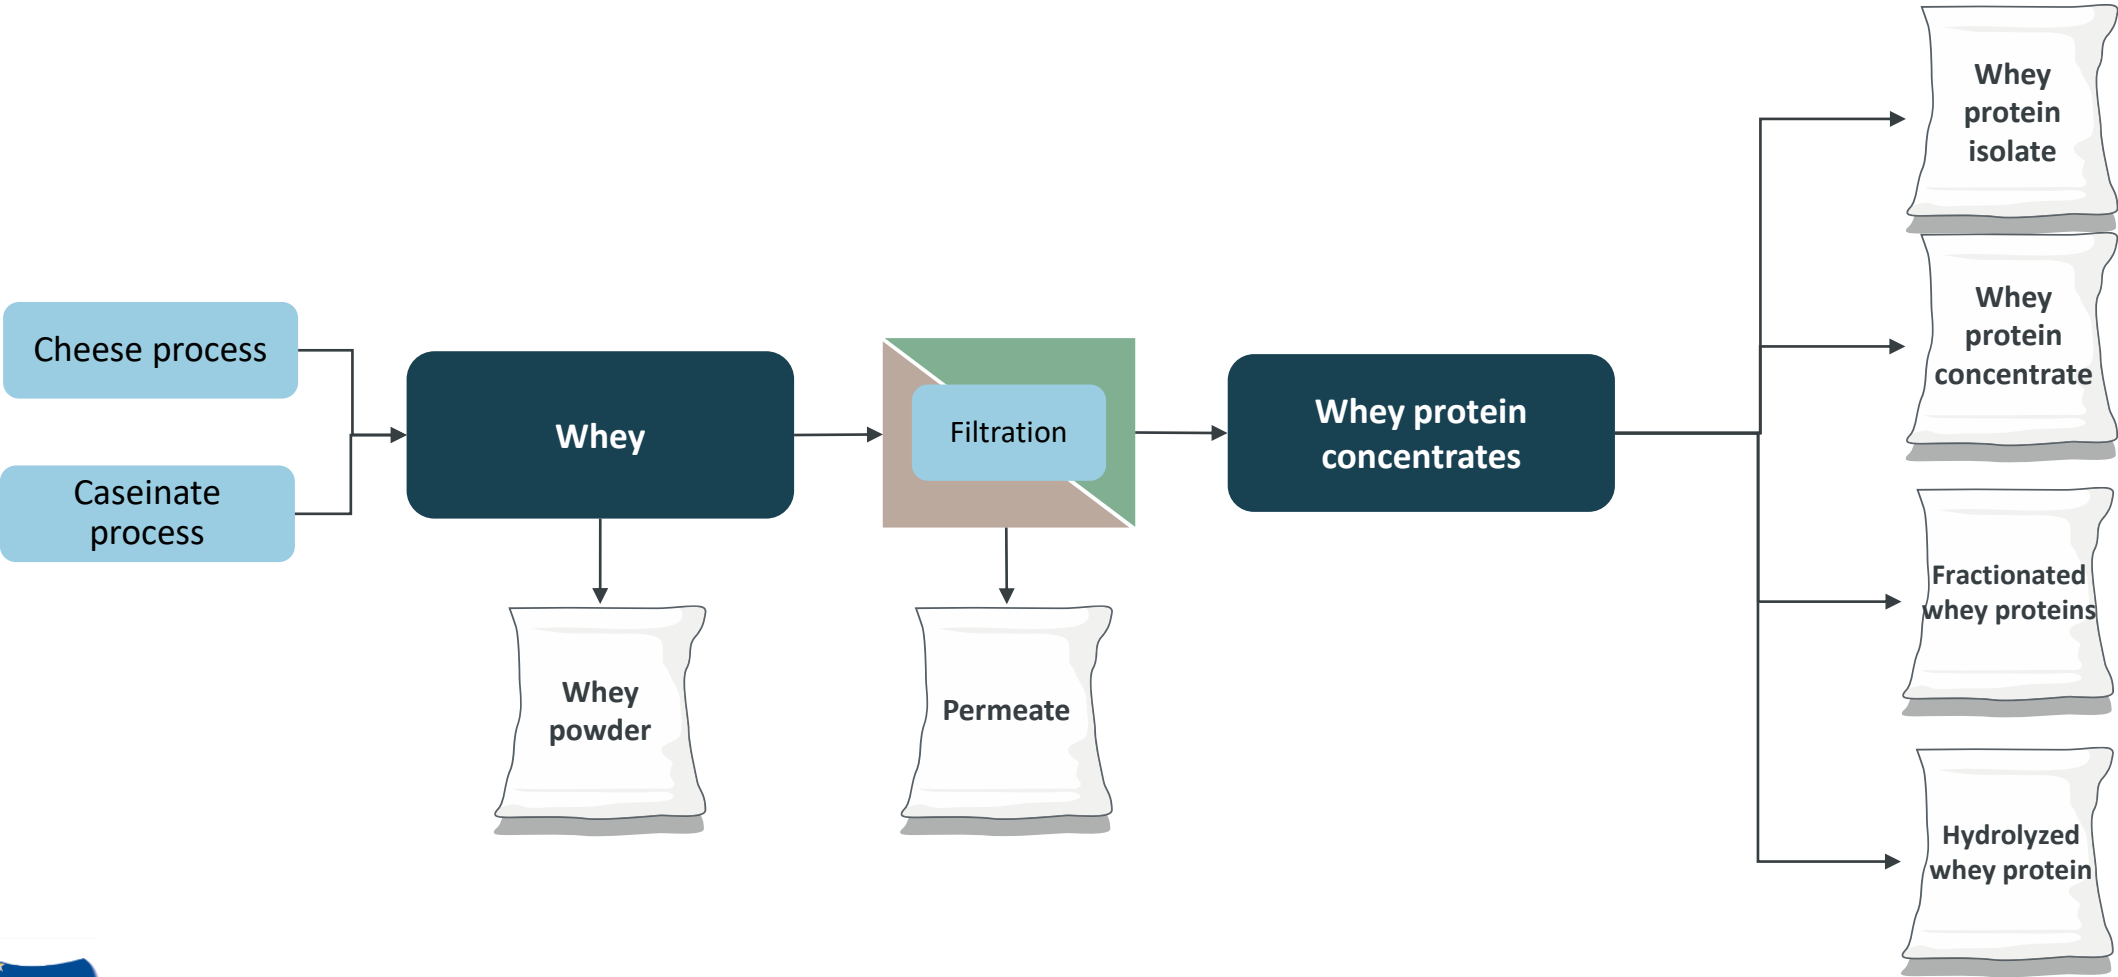 Whey
protein
isolate
Whey
protein
concentrate
Cheese process
Caseinate
process
Whey
Filtration
Whey protein
concentrates
Fractionated
whey proteins
Whey
powder
Permeate
Hydrolyzed
whey protein